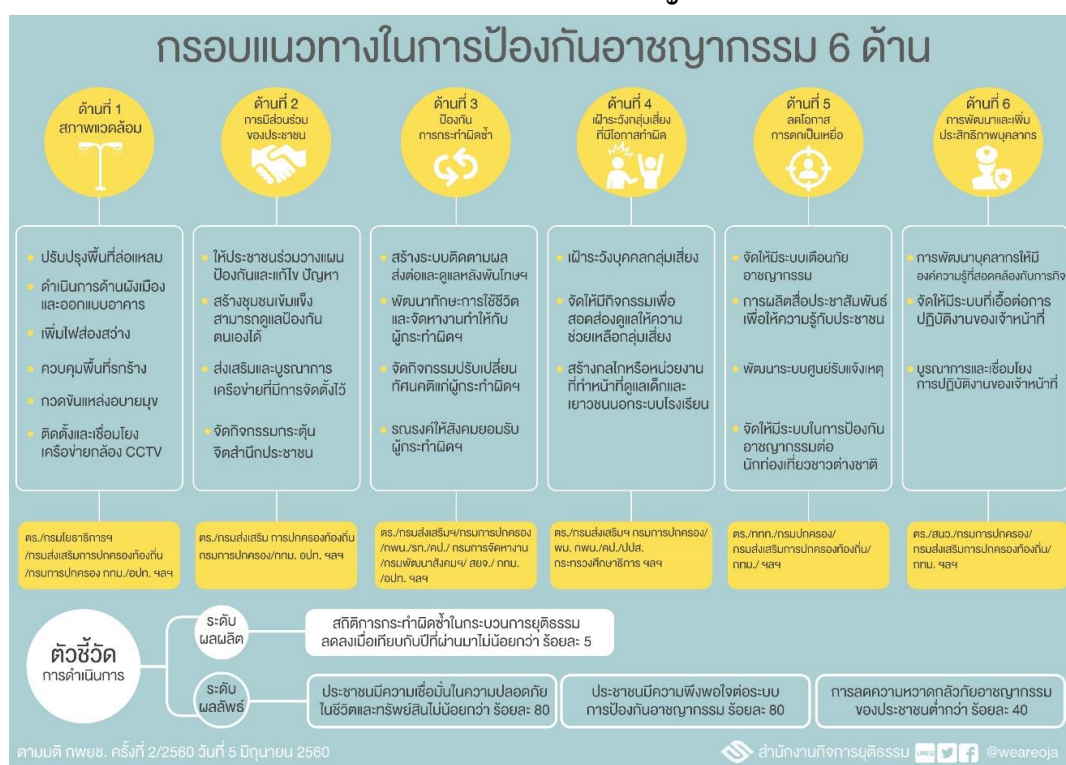 กรอบแนวทางในการป้องกันอาชญากรรม 6 ด้าน
ด้านที่ 1
สภาพแวดล้อม
ด้านที่ 2
การมีส่วนร่วม
ของประชาชน
ด้านที่ 3
ป้องกัน
การกระทำผิดซ้ำ
ด้านที่ 4
เฝ้าระวังกลุ่มเสี่ยง
ที่มีโอกาสทำผิด
ด้านที่ 5
ลดโอกาส
การตกเป็นเหยื่อ
ด้านที่ 6
การพัฒนาและเพิ่ม
ประสิทธิภาพบุคลากร
ปรับปรุงพื้นที่ล่อแหลม
ดำเนินการด้านผังเมือง
และออกแบบอาคาร
เพิ่มไฟส่องสว่าง
ควบคุมพื้นที่รกร้าง
กวดขันแหล่งอบายมุข
ติดตั้งและเชื่อมโยง
เครือข่ายกล้อง CCTV
ให้ประชาชนร่วมวางแผน
ป้องกันและแก้ไข ปัญหา
สร้างชุมชนเข้มแข็ง
สามารถดูแลป้องกัน
ตนเองได้
ส่งเสริมและบูรณาการ
เครือข่ายที่มีการจัดตั้งไว้
จัดกิจกรรมกระตุ้น
จิตสำนึกประชาชน
สร้างระบบติดตามผล
ส่งต่อและดูแลหลังพ้นโทษฯ
พัฒนาทักษะการใช้ชีวิต
และจัดหางานทำให้กับ
ผู้กระทำผิดฯ
จัดกิจกรรมปรับเปลี่ยน
ทัศนคติแก่ผู้กระทำผิดฯ
รณรงค์ให้สังคมยอมรับ
ผู้กระทำผิดฯ
เฝ้าระวังบุคคลกลุ่มเสี่ยง
จัดให้มีกิจกรรมเพื่อ
สอดส่องดูแลให้ความ
ช่วยเหลือกลุ่มเสี่ยง
สร้างกลไกหรือหน่วยงาน
ที่ทำหน้าที่ดูแลเด็กและ
เยาวชนนอกระบบโรงเรียน
จัดให้มีระบบเตือนภัย
อาชญากรรม
การผลิตสื่อประชาสัมพันธ์
เพื่อให้ความรู้กับประชาชน
พัฒนาระบบศูนย์รับแจ้งเหตุ
จัดให้มีระบบในการป้องกัน
อาชญากรรมต่อ
นักท่องเที่ยวชาวต่างชาติ
การพัฒนาบุคลากรให้มี
องค์ความรู้ที่สอดคล้องกับภารกิจ
จัดให้มีระบบที่เอื้อต่อการ
ปฏิบัติงานของเจ้าหน้าที่
บูรณาการและเชื่อมโยง
การปฏิบัติงานของเจ้าหน้าที่
ตร./กรมโยธาธิการฯ
/กรมส่งเสริมการปกครองท้องถิ่น
/กรมการปกครอง กทม./อปท. ฯลฯ
ตร./กรมส่งเสริม การปกครองท้องถิ่น
กรมการปกครอง/กทม. อปท. ฯลฯ
ตร./กรมส่งเสริมฯ/กรมการปกครอง
/กพน./รท./คป./ กรมการจัดหางาน
/กรมพัฒนาสังคมฯ/ สยจ./ กทม.
/อปท. ฯลฯ
ตร./กรมส่งเสริมฯ กรมการปกครอง/
พม. กพน./คป./ปปส.
กระทรวงศึกษาธิการ ฯลฯ
ตร./ททท./กรมปกครอง/
กรมส่งเสริมการปกครองท้องถิ่น/
กทม./ ฯลฯ
ตร./สนว./กรมการปกครอง/
กรมส่งเสริมการปกครองท้องถิ่น/
กทม. ฯลฯ
ตัวชี้วัด
การดำเนินการ
ระดับ
ผลผลิต
สถิติการกระทำผิดซ้ำในกระบวนการยุติธรรม
ลดลงเมื่อเทียบกับปีที่ผ่านมาไม่น้อยกว่า ร้อยละ 5
ระดับ
ผลลัพธ์
ประชาชนมีความเชื่อมั่นในความปลอดภัย
ในชีวิตและทรัพย์สินไม่น้อยกว่า ร้อยละ 80
ประชาชนมีความพึงพอใจต่อระบบ
การป้องกันอาชญากรรม ร้อยละ 80
การลดความหวาดกลัวภัยอาชญากรรม
ของประชาชนต่ำกว่า ร้อยละ 40
ตามมติ กพยช. ครั้งที่ 2/2560 วันที่ 5 มิถุนายน 2560
สำนักงานกิจการยุติธรรม @weareoja